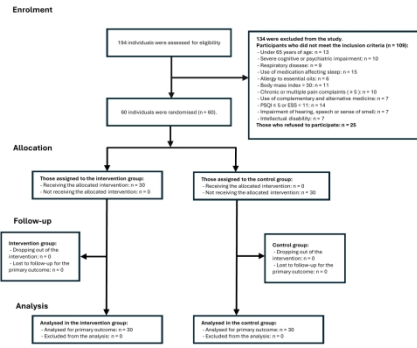 Enrolment
194 individuals were assessed for eligibility
134 were excluded from the study.
Participants who did not meet the inclusion criteria (n = 109):
- Under 65 years of age: n = 13
- Severe cognitive or psychiatric impairment: n = 10
- Respiratory disease: n = 9
- Use of medication affecting sleep: n = 15
- Allergy to essential oils: n = 6
- Body mass index > 30: n = 11
- Chronic or multiple pain complaints ( ≥ 5 ): n = 10
- Use of complementary and alternative medicine: n = 7
- PSQI ≤ 5 or ESS < 11: n = 14
- Impairment of hearing, speech or sense of smell: n = 7
- Intellectual disability: n = 7
Those who refused to participate: n = 25
60 individuals were randomised (n = 60).
Allocation
Those assigned to the intervention group:
- Receiving the allocated intervention: n = 30
- Not receiving the allocated intervention: n = 0
Those assigned to the control group:
- Receiving the allocated intervention: n = 0
- Not receiving the allocated intervention: n = 30
Follow-up
Intervention group:
- Dropping out of the
intervention: n = 0
- Lost to follow-up for the
primary outcome: n = 0
Control group:
- Dropping out of the
intervention: n = 0
- Lost to follow-up for the
primary outcome: n = 0
Analysis
Analysed in the intervention group:
- Analysed for primary outcome: n = 30
- Excluded from the analysis: n = 0
Analysed in the control group:
- Analysed for primary outcome: n = 30
- Excluded from the analysis: n = 0